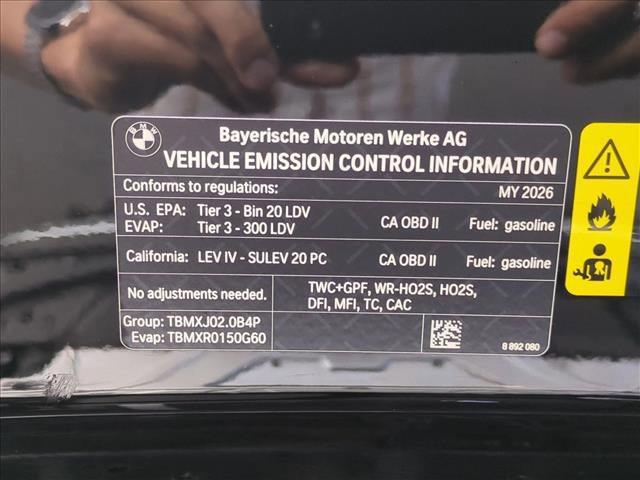 BMW
Bayerische Motoren Werke AG
VEHICLE EMISSION CONTROL INFORMATION
Conforms to regulations: MY 2026
U.S. EPA: Tier 3 - Bin 20 LDV CA OBD II Fuel: gasoline
EVAP: Tier 3 - 300 LDV
California: LEV IV - SULEV 20 PC CA OBD II Fuel: gasoline
No adjustments needed. TWC+GPF, WR-HO2S, HO2S,
DFI, MFI, TC, CAC
Group: TBMXJ02.0B4P
Evap: TBMXR0150G60
8 892 080